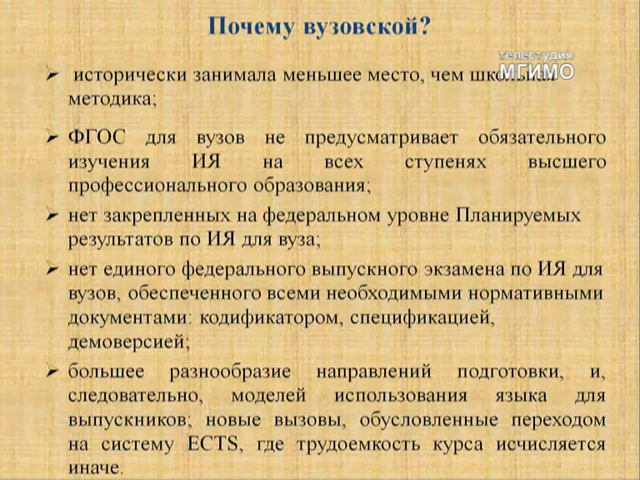 Почему вузовской?
телестудия
МГИМО
исторически занимала меньшее место, чем школьная
методика;
ФГОС для вузов не предусматривает обязательного
изучения ИЯ на всех ступенях высшего
профессионального образования;
нет закрепленных на федеральном уровне Планируемых
результатов по ИЯ для вуза;
нет единого федерального выпускного экзамена по ИЯ для
вузов, обеспеченного всеми необходимыми нормативными
документами: кодификатором, спецификацией,
демоверсией;
большее разнообразие направлений подготовки, и,
следовательно, моделей использования языка для
выпускников; новые вызовы, обусловленные переходом
на систему ECTS, где трудоемкость курса исчисляется
иначе.